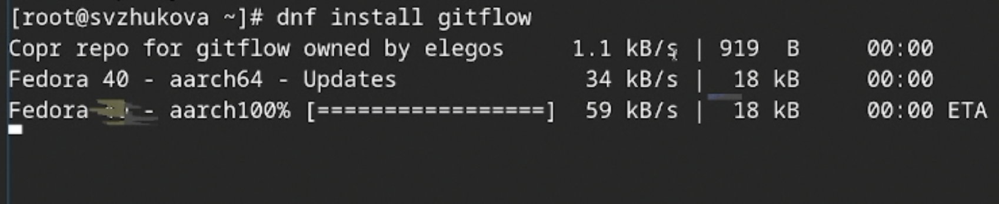 [root@svzhukova ~]# dnf install gitflow
Copr repo for gitflow owned by elegos 1.1 kB/s | 919 B 00:00
Fedora 40 - aarch64 - Updates 34 kB/s | 18 kB 00:00
Fedora - aarch100% [=================] 59 kB/s | 18 kB 00:00 ETA